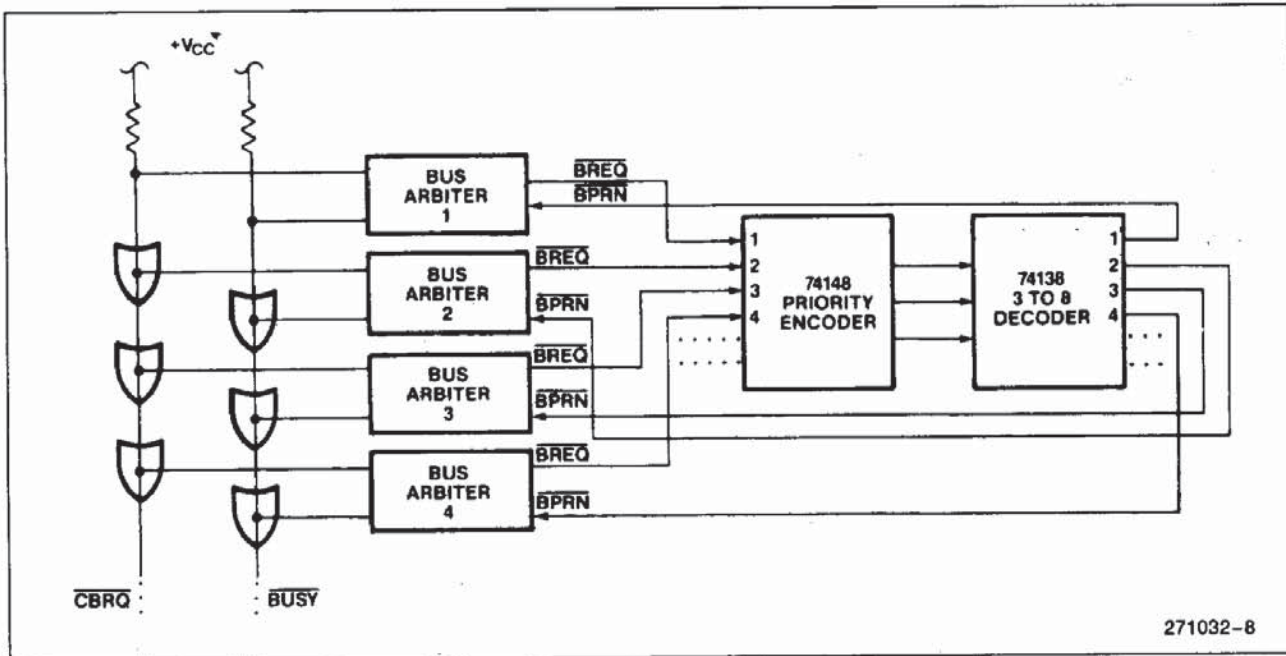 +VCC
BUS ARBITER 1
BREQ
BPRN
BUS ARBITER 2
BREQ
BPRN
BUS ARBITER 3
BREQ
BPRN
BUS ARBITER 4
BREQ
BPRN
1
2
3
4
74148
PRIORITY
ENCODER
74138
3 TO 8
DECODER
1
2
3
4
CBRQ
BUSY
271032-8